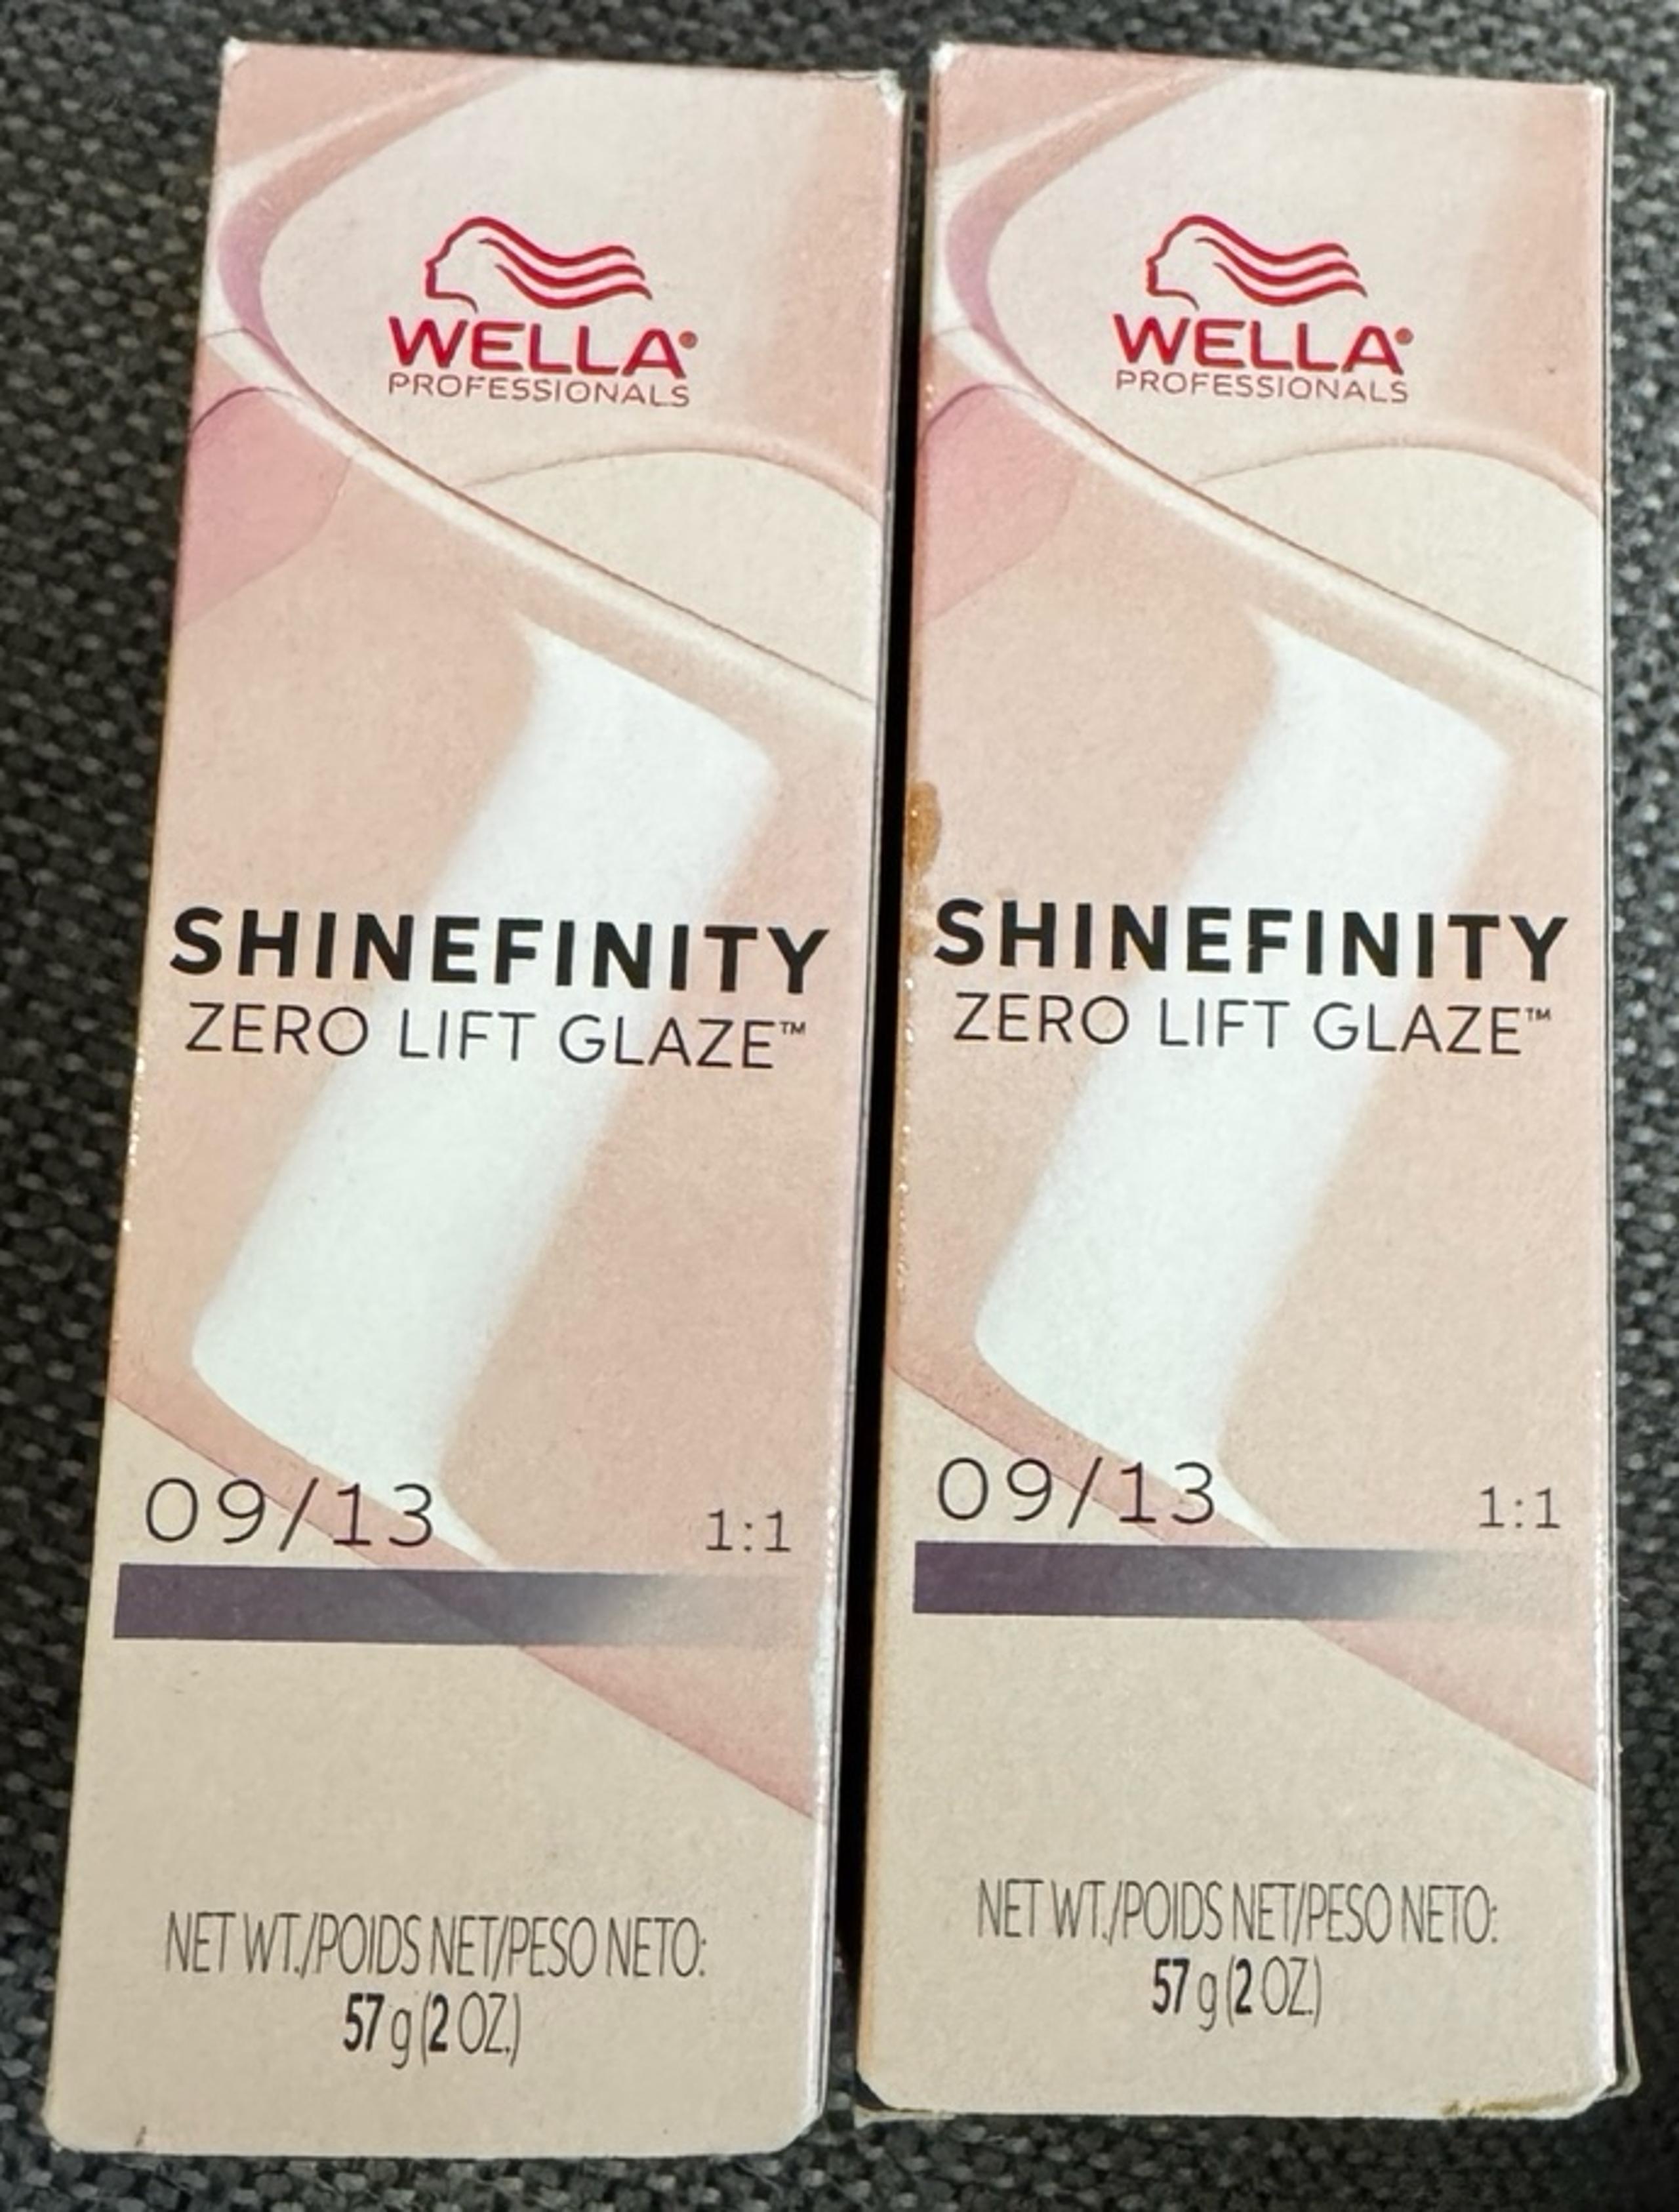 WELLA®
PROFESSIONALS
SHINEFINITY
ZERO LIFT GLAZE™
09/13 1:1
NET WT./POIDS NET/PESO NETO:
57 g (2 OZ.)
WELLA®
PROFESSIONALS
SHINEFINITY
ZERO LIFT GLAZE™
09/13 1:1
NET WT./POIDS NET/PESO NETO:
57 g (2 OZ.)